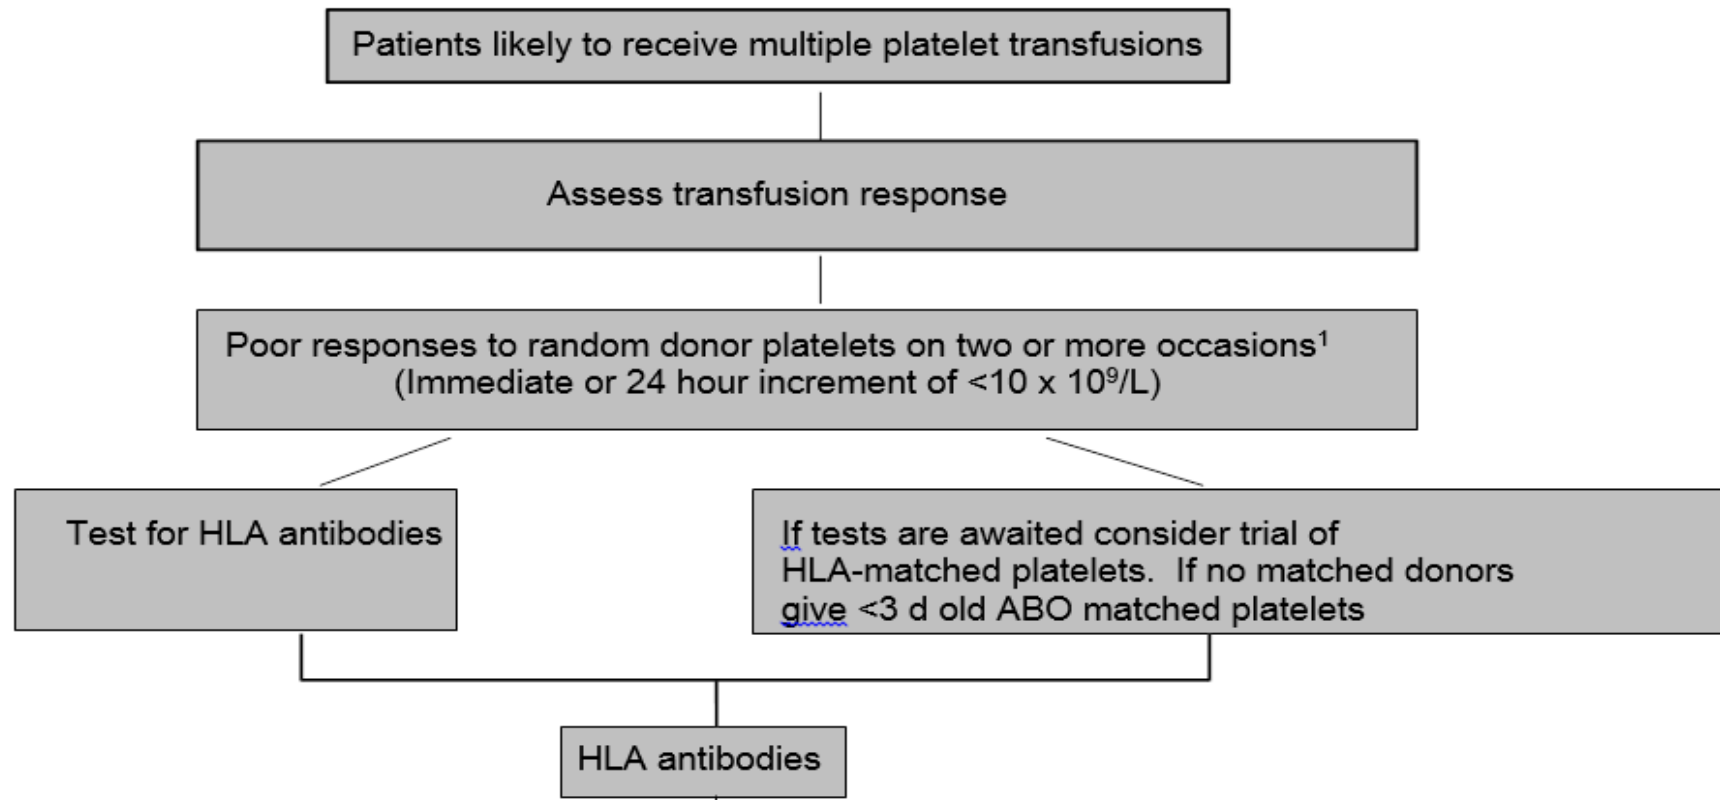 Patients likely to receive multiple platelet transfusions
Assess transfusion response
Poor responses to random donor platelets on two or more occasions¹
(Immediate or 24 hour increment of <10 x 10⁹/L)
Test for HLA antibodies
If tests are awaited consider trial of
HLA-matched platelets.  If no matched donors
give <3 d old ABO matched platelets
HLA antibodies